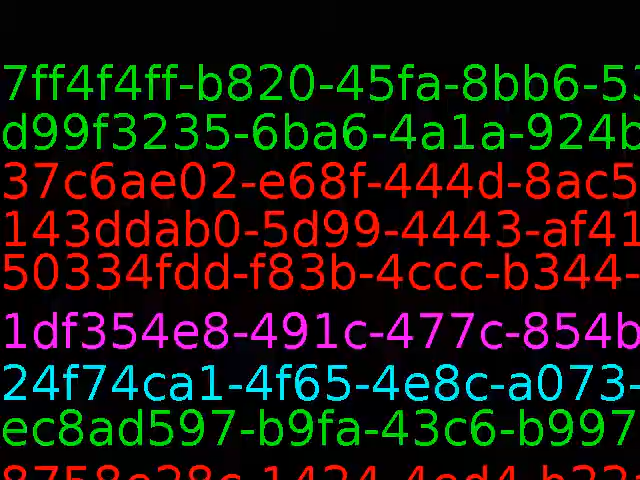 7ff4f4ff-b820-45fa-8bb6-53
d99f3235-6ba6-4a1a-924b
37c6ae02-e68f-444d-8ac5
143ddab0-5d99-4443-af41
50334fdd-f83b-4ccc-b344-
1df354e8-491c-477c-854b
24f74ca1-4f65-4e8c-a073-
ec8ad597-b9fa-43c6-b997